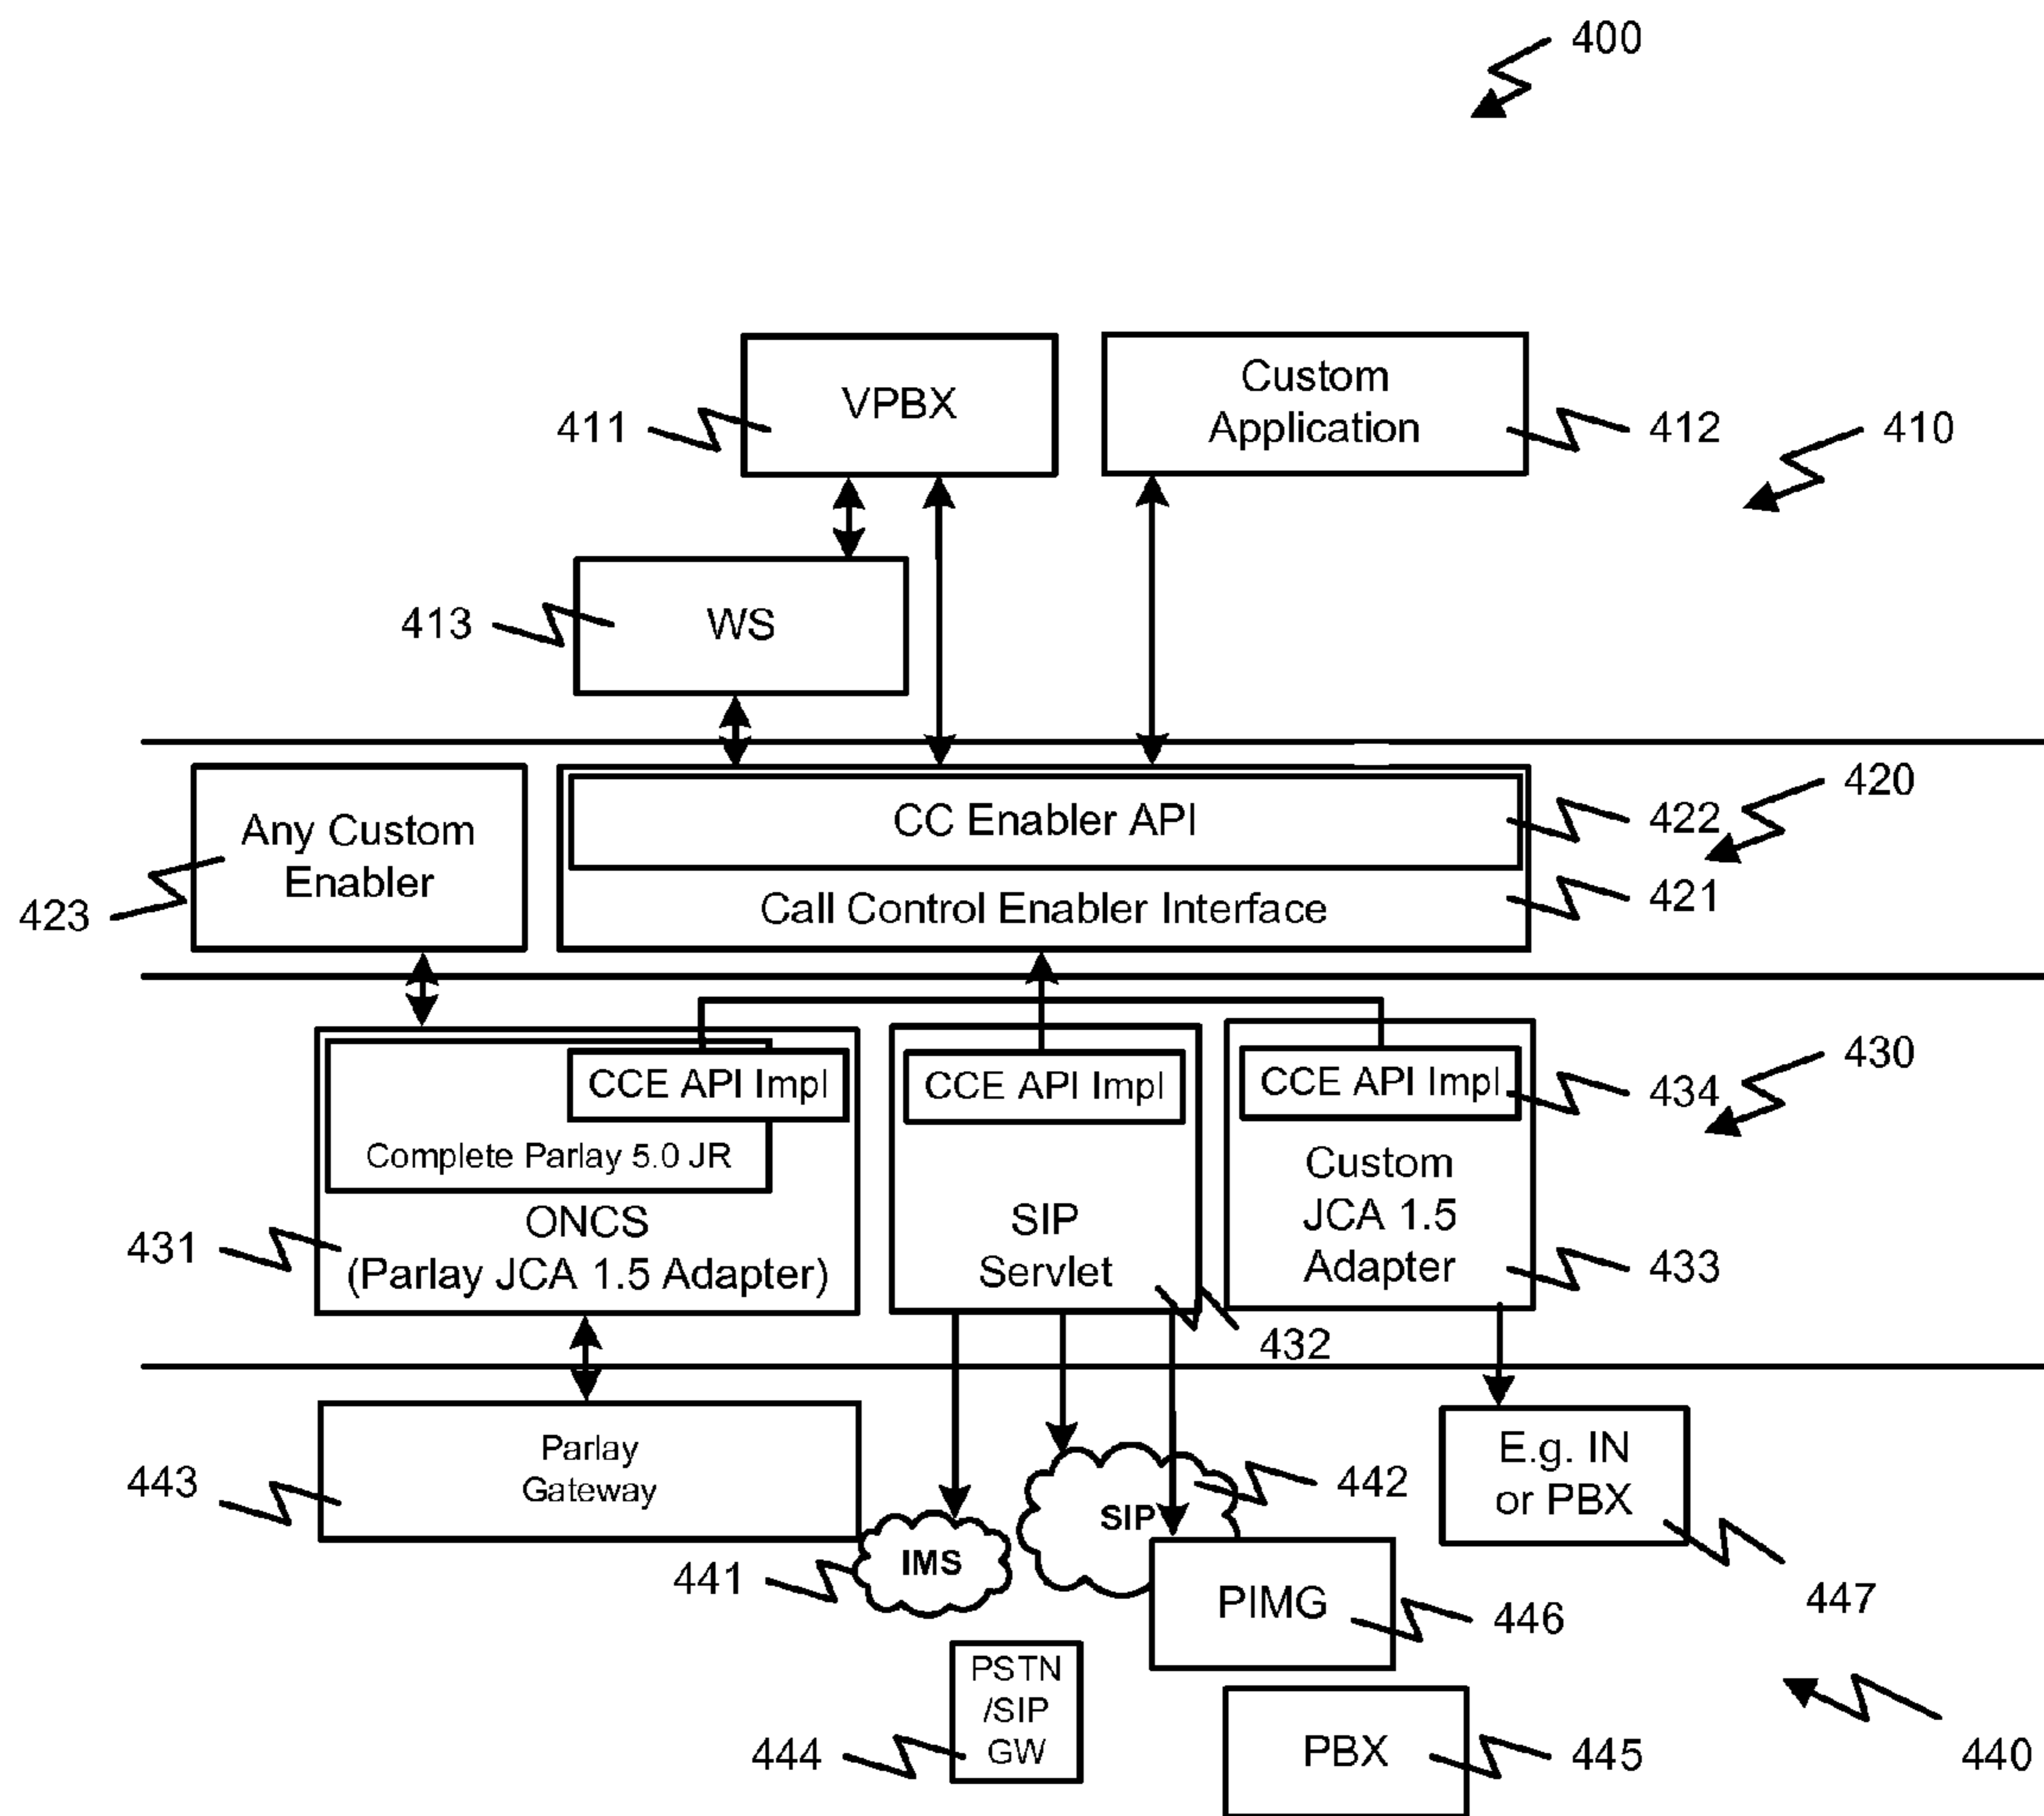 400
VPBX
Custom
Application
411
412
410
WS
413
Any Custom
Enabler
CC Enabler API
422
420
Call Control Enabler Interface
421
423
CCE API Impl
CCE API Impl
CCE API Impl
434
430
Complete Parlay 5.0 JR
ONCS
(Parlay JCA 1.5 Adapter)
431
SIP
Servlet
432
Custom
JCA 1.5
Adapter
433
Parlay
Gateway
443
IMS
441
SIP
442
E.g. IN
or PBX
447
PIMG
446
PSTN
/SIP
GW
444
PBX
445
440